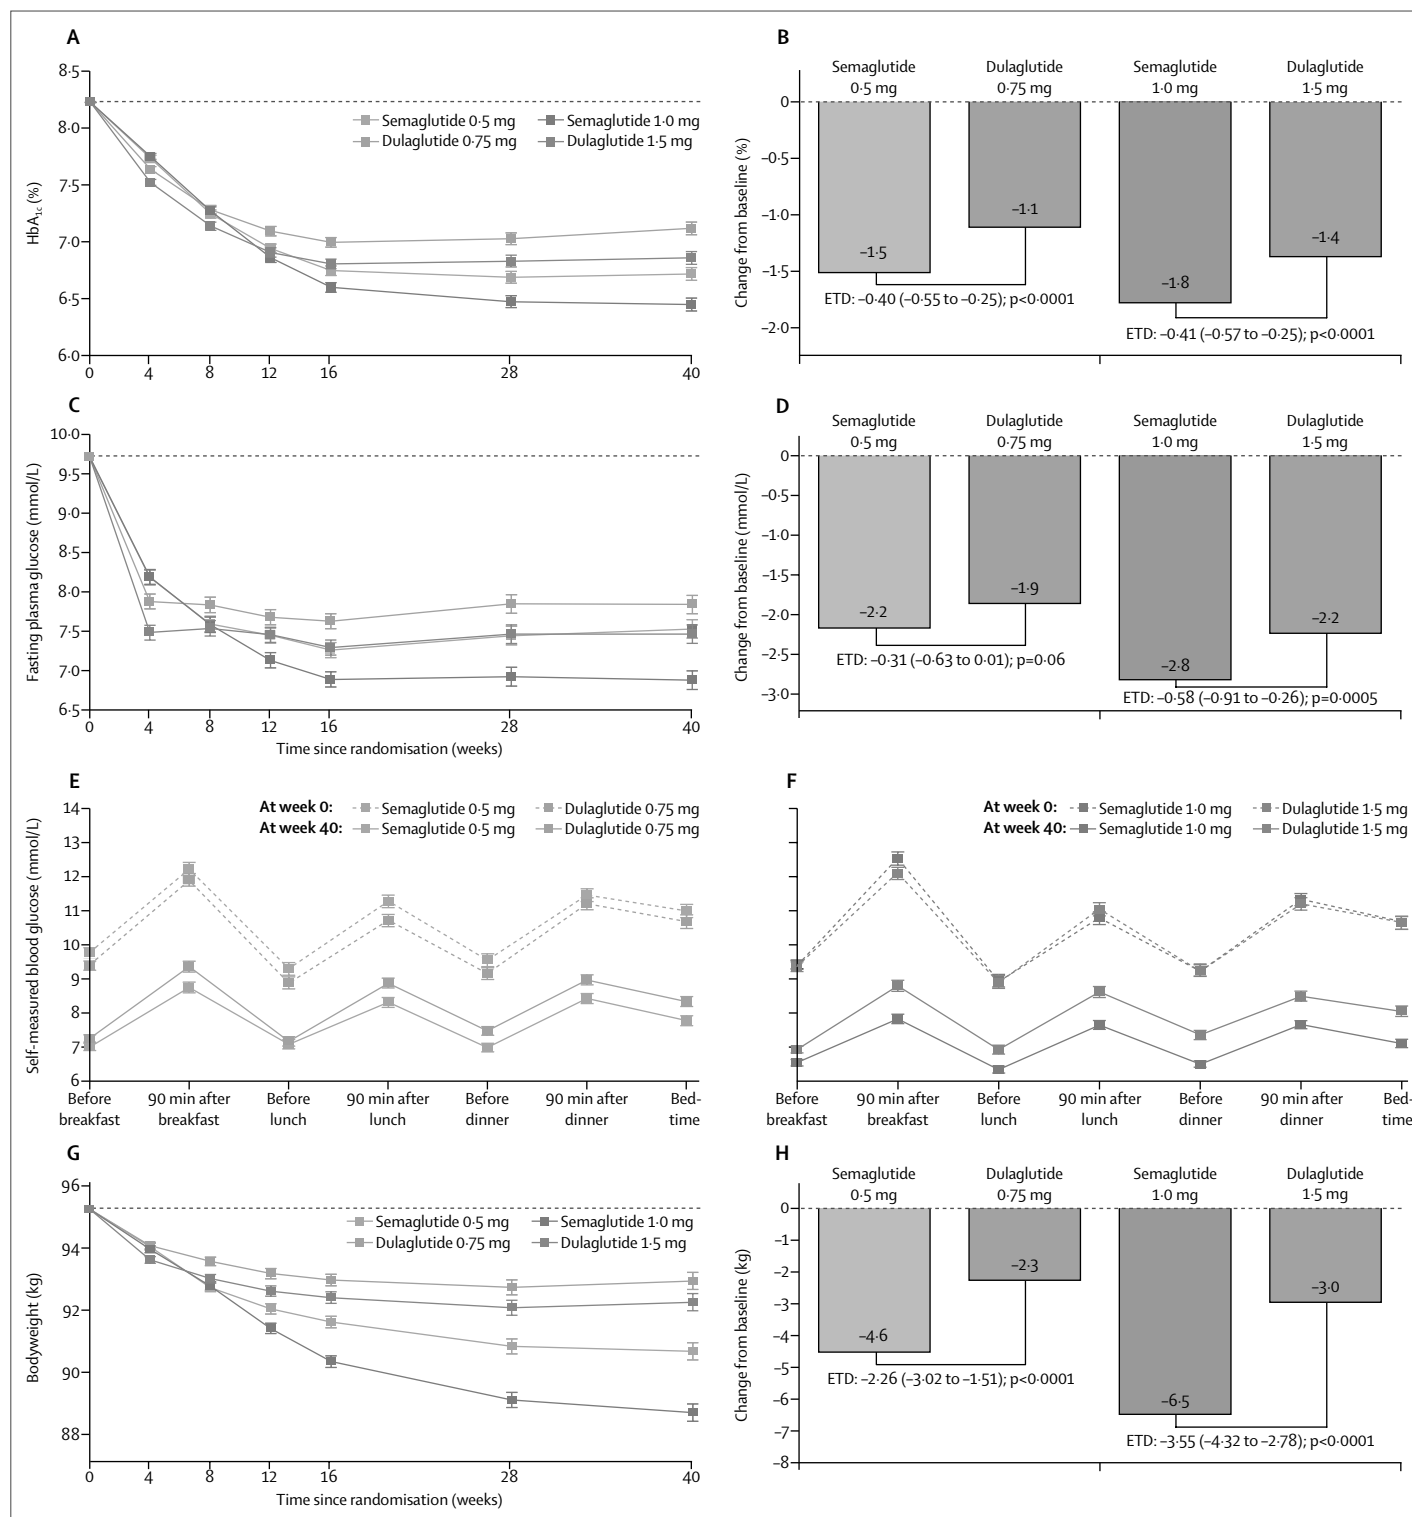 A
8·5
8·0
7·5
7·0
6·5
6·0
HbA1c (%)
Semaglutide 0·5 mg
Semaglutide 1·0 mg
Dulaglutide 0·75 mg
Dulaglutide 1·5 mg
0 4 8 12 16 28 40
B
Semaglutide 0·5 mg
Dulaglutide 0·75 mg
Semaglutide 1·0 mg
Dulaglutide 1·5 mg
0
–0·5
–1·0
–1·5
–2·0
Change from baseline (%)
–1·5
–1·1
–1·8
–1·4
ETD: –0·40 (–0·55 to –0·25); p<0·0001
ETD: –0·41 (–0·57 to –0·25); p<0·0001
C
10·0
9·5
9·0
8·5
8·0
7·5
7·0
6·5
Fasting plasma glucose (mmol/L)
0 4 8 12 16 28 40
Time since randomisation (weeks)
D
Semaglutide 0·5 mg
Dulaglutide 0·75 mg
Semaglutide 1·0 mg
Dulaglutide 1·5 mg
0
–0·5
–1·0
–1·5
–2·0
–2·5
–3·0
Change from baseline (mmol/L)
–2·2
–1·9
–2·8
–2·2
ETD: –0·31 (–0·63 to 0·01); p=0·06
ETD: –0·58 (–0·91 to –0·26); p=0·0005
E
At week 0: Semaglutide 0·5 mg Dulaglutide 0·75 mg
At week 40: Semaglutide 0·5 mg Dulaglutide 0·75 mg
14
13
12
11
10
9
8
7
6
Self-measured blood glucose (mmol/L)
Before breakfast
90 min after breakfast
Before lunch
90 min after lunch
Before dinner
90 min after dinner
Bed-time
F
At week 0: Semaglutide 1·0 mg Dulaglutide 1·5 mg
At week 40: Semaglutide 1·0 mg Dulaglutide 1·5 mg
Before breakfast
90 min after breakfast
Before lunch
90 min after lunch
Before dinner
90 min after dinner
Bed-time
G
96
94
92
90
88
Bodyweight (kg)
Semaglutide 0·5 mg
Semaglutide 1·0 mg
Dulaglutide 0·75 mg
Dulaglutide 1·5 mg
0 4 8 12 16 28 40
Time since randomisation (weeks)
H
Semaglutide 0·5 mg
Dulaglutide 0·75 mg
Semaglutide 1·0 mg
Dulaglutide 1·5 mg
0
–1
–2
–3
–4
–5
–6
–7
–8
Change from baseline (kg)
–4·6
–2·3
–6·5
–3·0
ETD: –2·26 (–3·02 to –1·51); p<0·0001
ETD: –3·55 (–4·32 to –2·78); p<0·0001